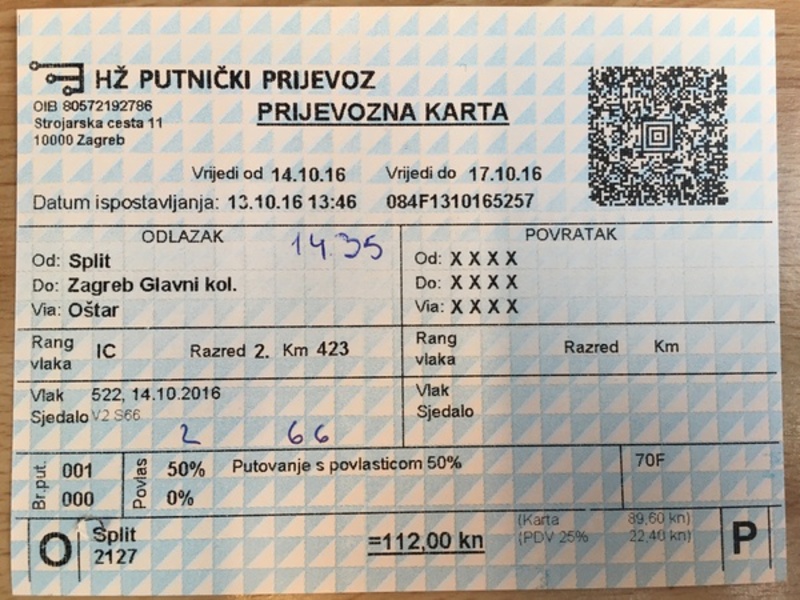 HŽ PUTNIČKI PRIJEVOZ
OIB 80572192786
Strojarska cesta 11
10000 Zagreb
PRIJEVOZNA KARTA
Vrijedi od 14.10.16 Vrijedi do 17.10.16
Datum ispostavljanja: 13.10.16 13:46 084F1310165257
ODLAZAK 14.35 POVRATAK
Od: Split Od: X X X X
Do: Zagreb Glavni kol. Do: X X X X
Via: Oštar Via: X X X X
Rang vlaka IC Razred 2. Km 423 Rang vlaka Razred Km
Vlak 522, 14.10.2016 Vlak
Sjedalo V2 S66 Sjedalo
2 66
Br.put. 001 Povlas 50% Putovanje s povlasticom 50% 70F
000 0%
O Split =112,00 kn (Karta 89,60 kn) P
2127 (PDV 25% 22,40 kn)